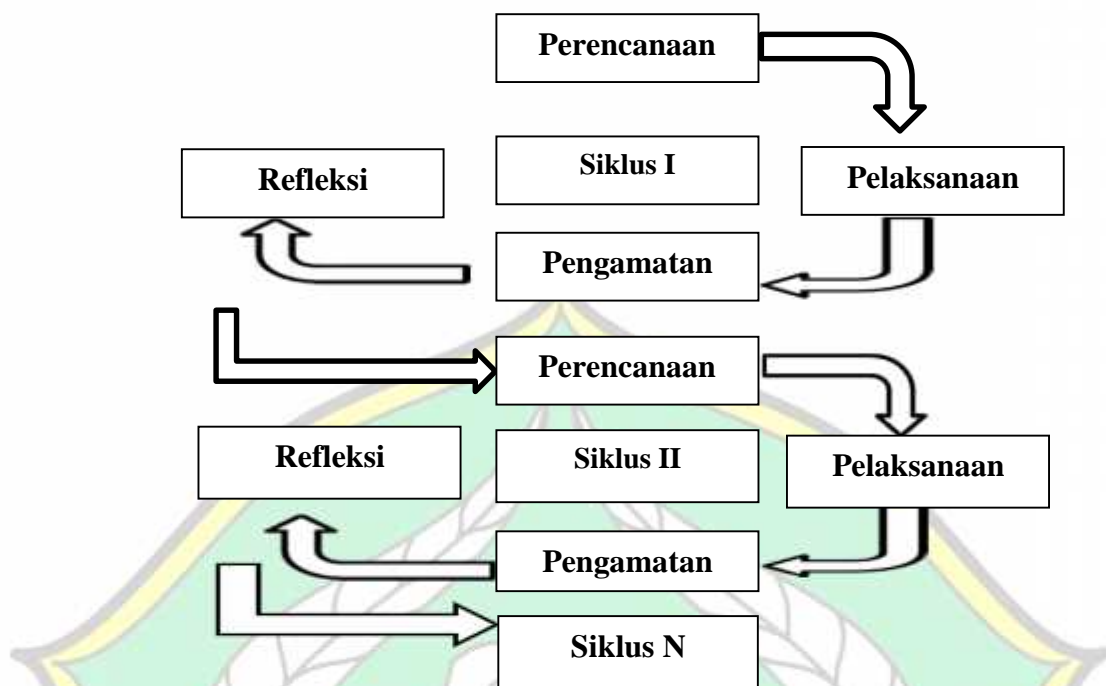 Perencanaan
Refleksi
Siklus I
Pelaksanaan
Pengamatan
Perencanaan
Refleksi
Siklus II
Pelaksanaan
Pengamatan
Siklus N